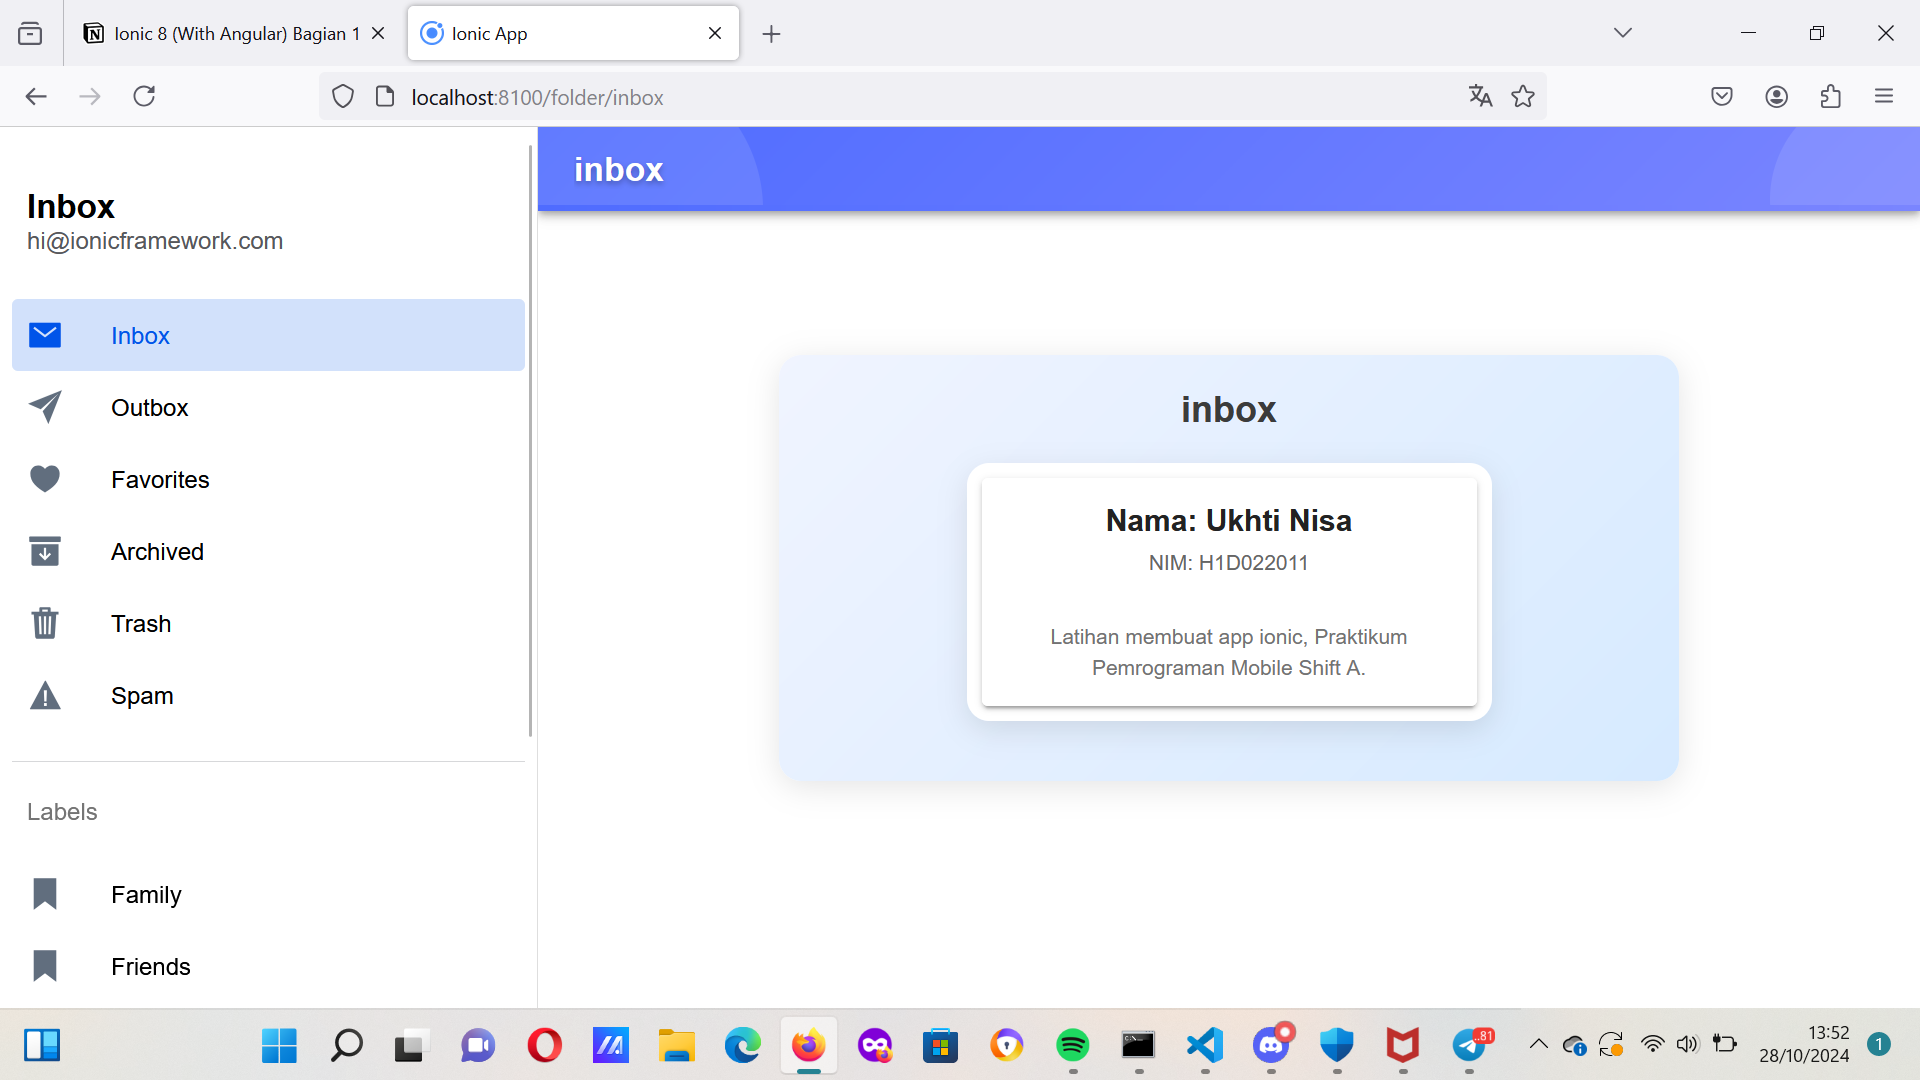 Ionic 8 (With Angular) Bagian 1
Ionic App
localhost:8100/folder/inbox
Inbox
hi@ionicframework.com
Inbox
Outbox
Favorites
Archived
Trash
Spam
Labels
Family
Friends
inbox
inbox
Nama: Ukhti Nisa
NIM: H1D022011
Latihan membuat app ionic, Praktikum
Pemrograman Mobile Shift A.
..81
13:52
28/10/2024
1